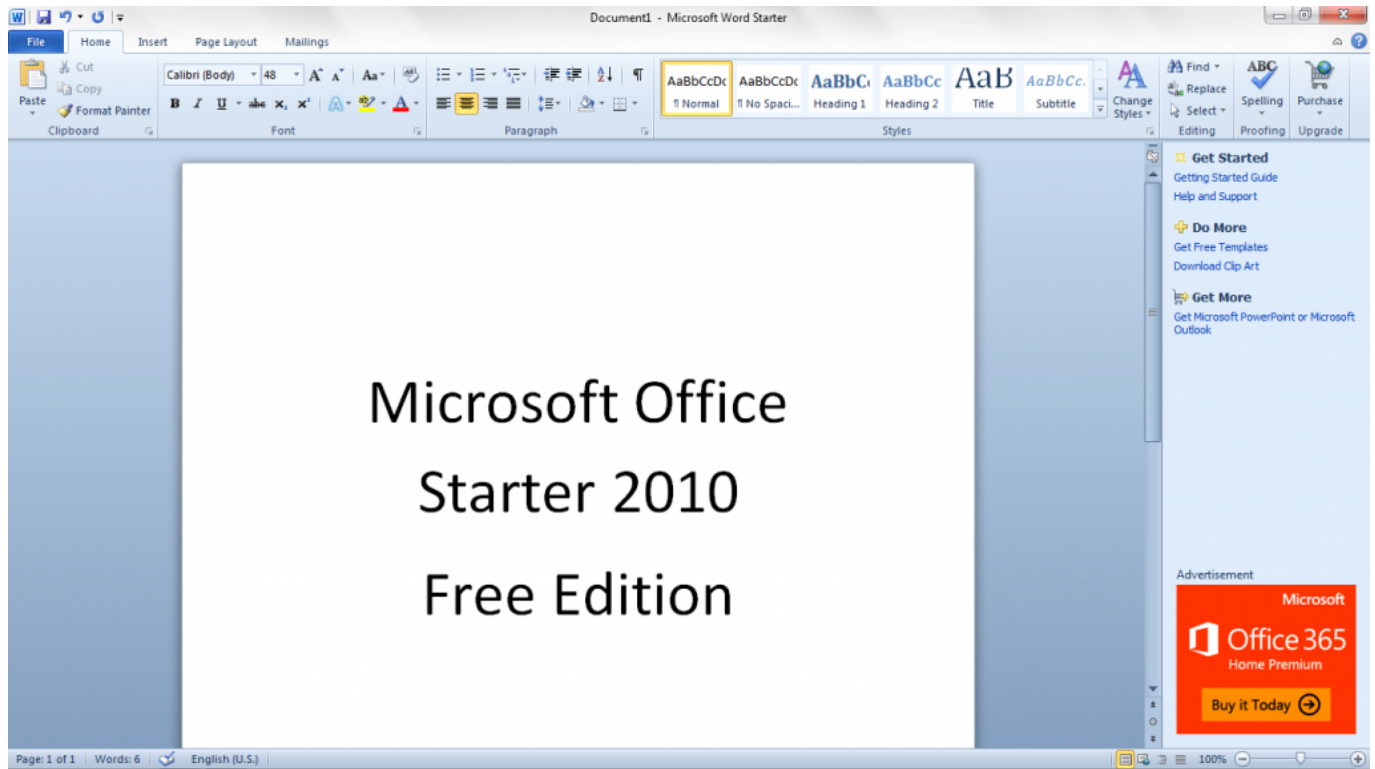 Document1 - Microsoft Word Starter
File Home Insert Page Layout Mailings
Paste
Cut
Copy
Format Painter
Clipboard
Calibri (Body) 48
Font
Paragraph
AaBbCcDc AaBbCcDc AaBbC AaBbCc AaB AaBbCc.
¶ Normal ¶ No Spaci... Heading 1 Heading 2 Title Subtitle
Styles
Change
Styles
Find
Replace
Select
Editing
ABC
Spelling
Proofing
Purchase
Upgrade
Microsoft Office
Starter 2010
Free Edition
Get Started
Getting Started Guide
Help and Support
Do More
Get Free Templates
Download Clip Art
Get More
Get Microsoft PowerPoint or Microsoft
Outlook
Advertisement
Microsoft
Office 365
Home Premium
Buy it Today
Page: 1 of 1 Words: 6 English (U.S.) 100%